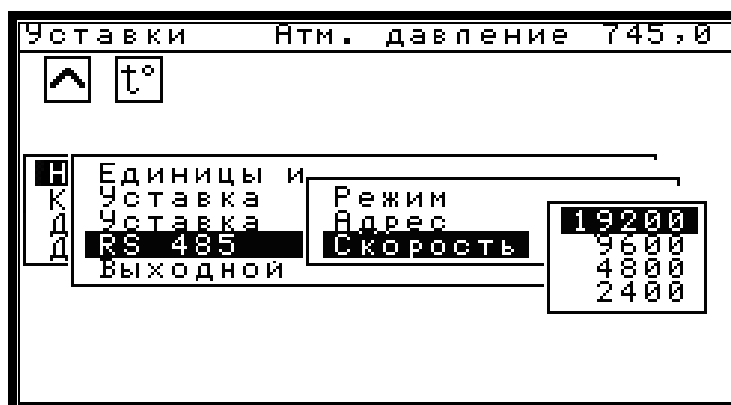 Уставки Атм. давление 745,0
t°
Н
К
Д
Д
Единицы и
Уставка
Уставка
RS 485
Выходной
Режим
Адрес
Скорость
19200
9600
4800
2400